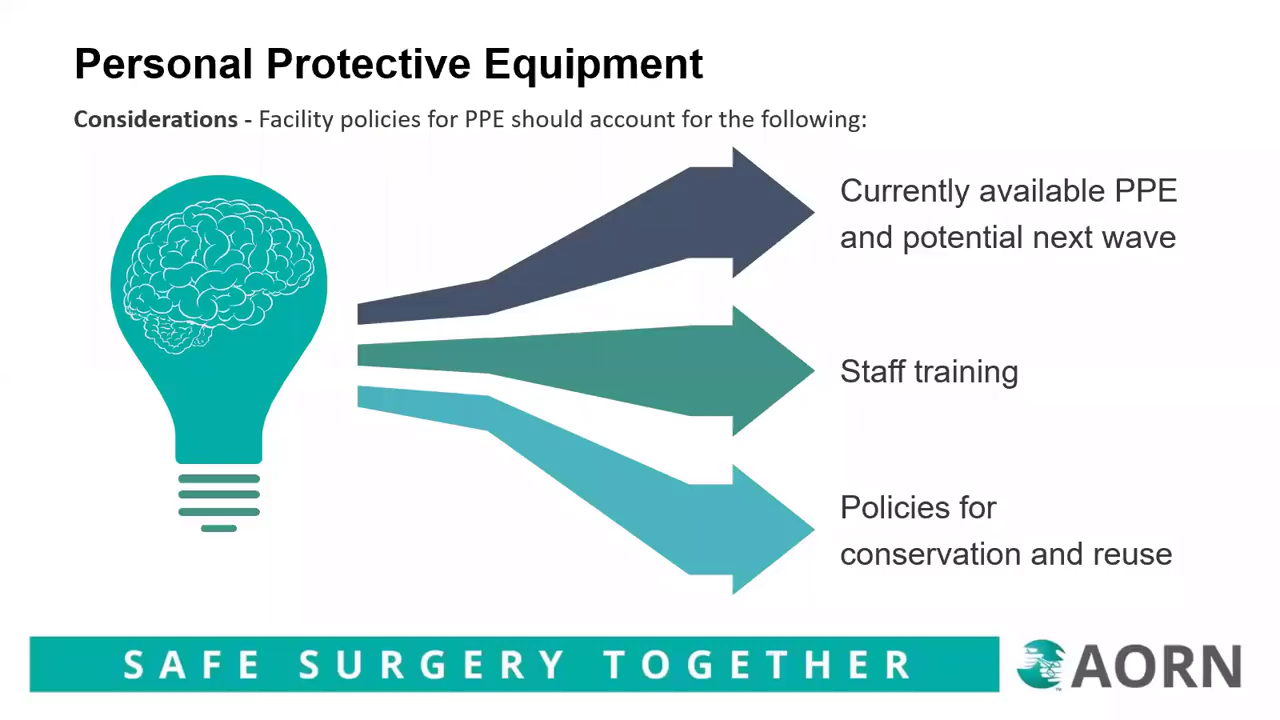 Personal Protective Equipment
Considerations - Facility policies for PPE should account for the following:
Currently available PPE
and potential next wave
Staff training
Policies for
conservation and reuse
SAFE SURGERY TOGETHER
AORN